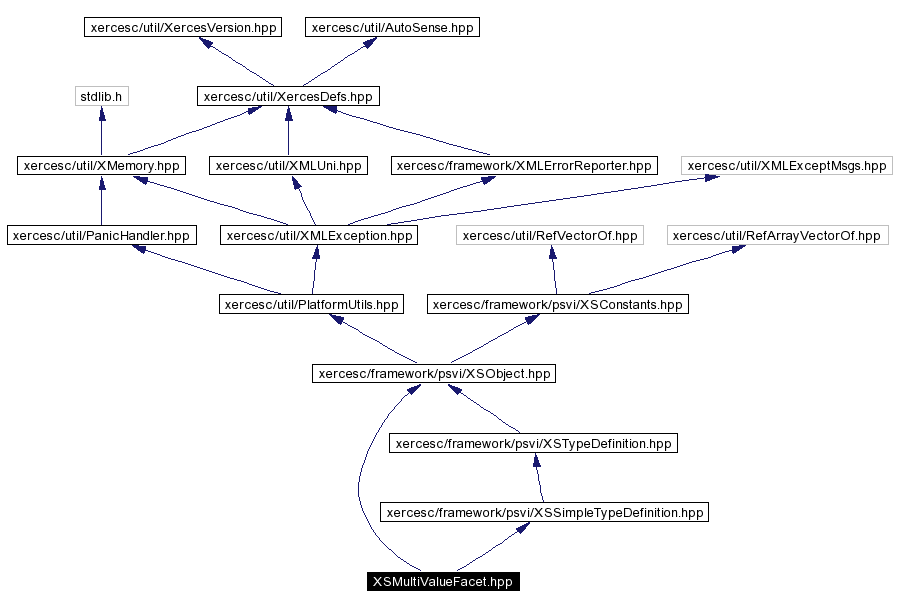 xercesc/util/XercesVersion.hpp
xercesc/util/AutoSense.hpp
stdlib.h
xercesc/util/XercesDefs.hpp
xercesc/util/XMemory.hpp
xercesc/util/XMLUni.hpp
xercesc/framework/XMLErrorReporter.hpp
xercesc/util/XMLExceptMsgs.hpp
xercesc/util/PanicHandler.hpp
xercesc/util/XMLException.hpp
xercesc/util/RefVectorOf.hpp
xercesc/util/RefArrayVectorOf.hpp
xercesc/util/PlatformUtils.hpp
xercesc/framework/psvi/XSConstants.hpp
xercesc/framework/psvi/XSObject.hpp
xercesc/framework/psvi/XSTypeDefinition.hpp
xercesc/framework/psvi/XSSimpleTypeDefinition.hpp
XSMultiValueFacet.hpp